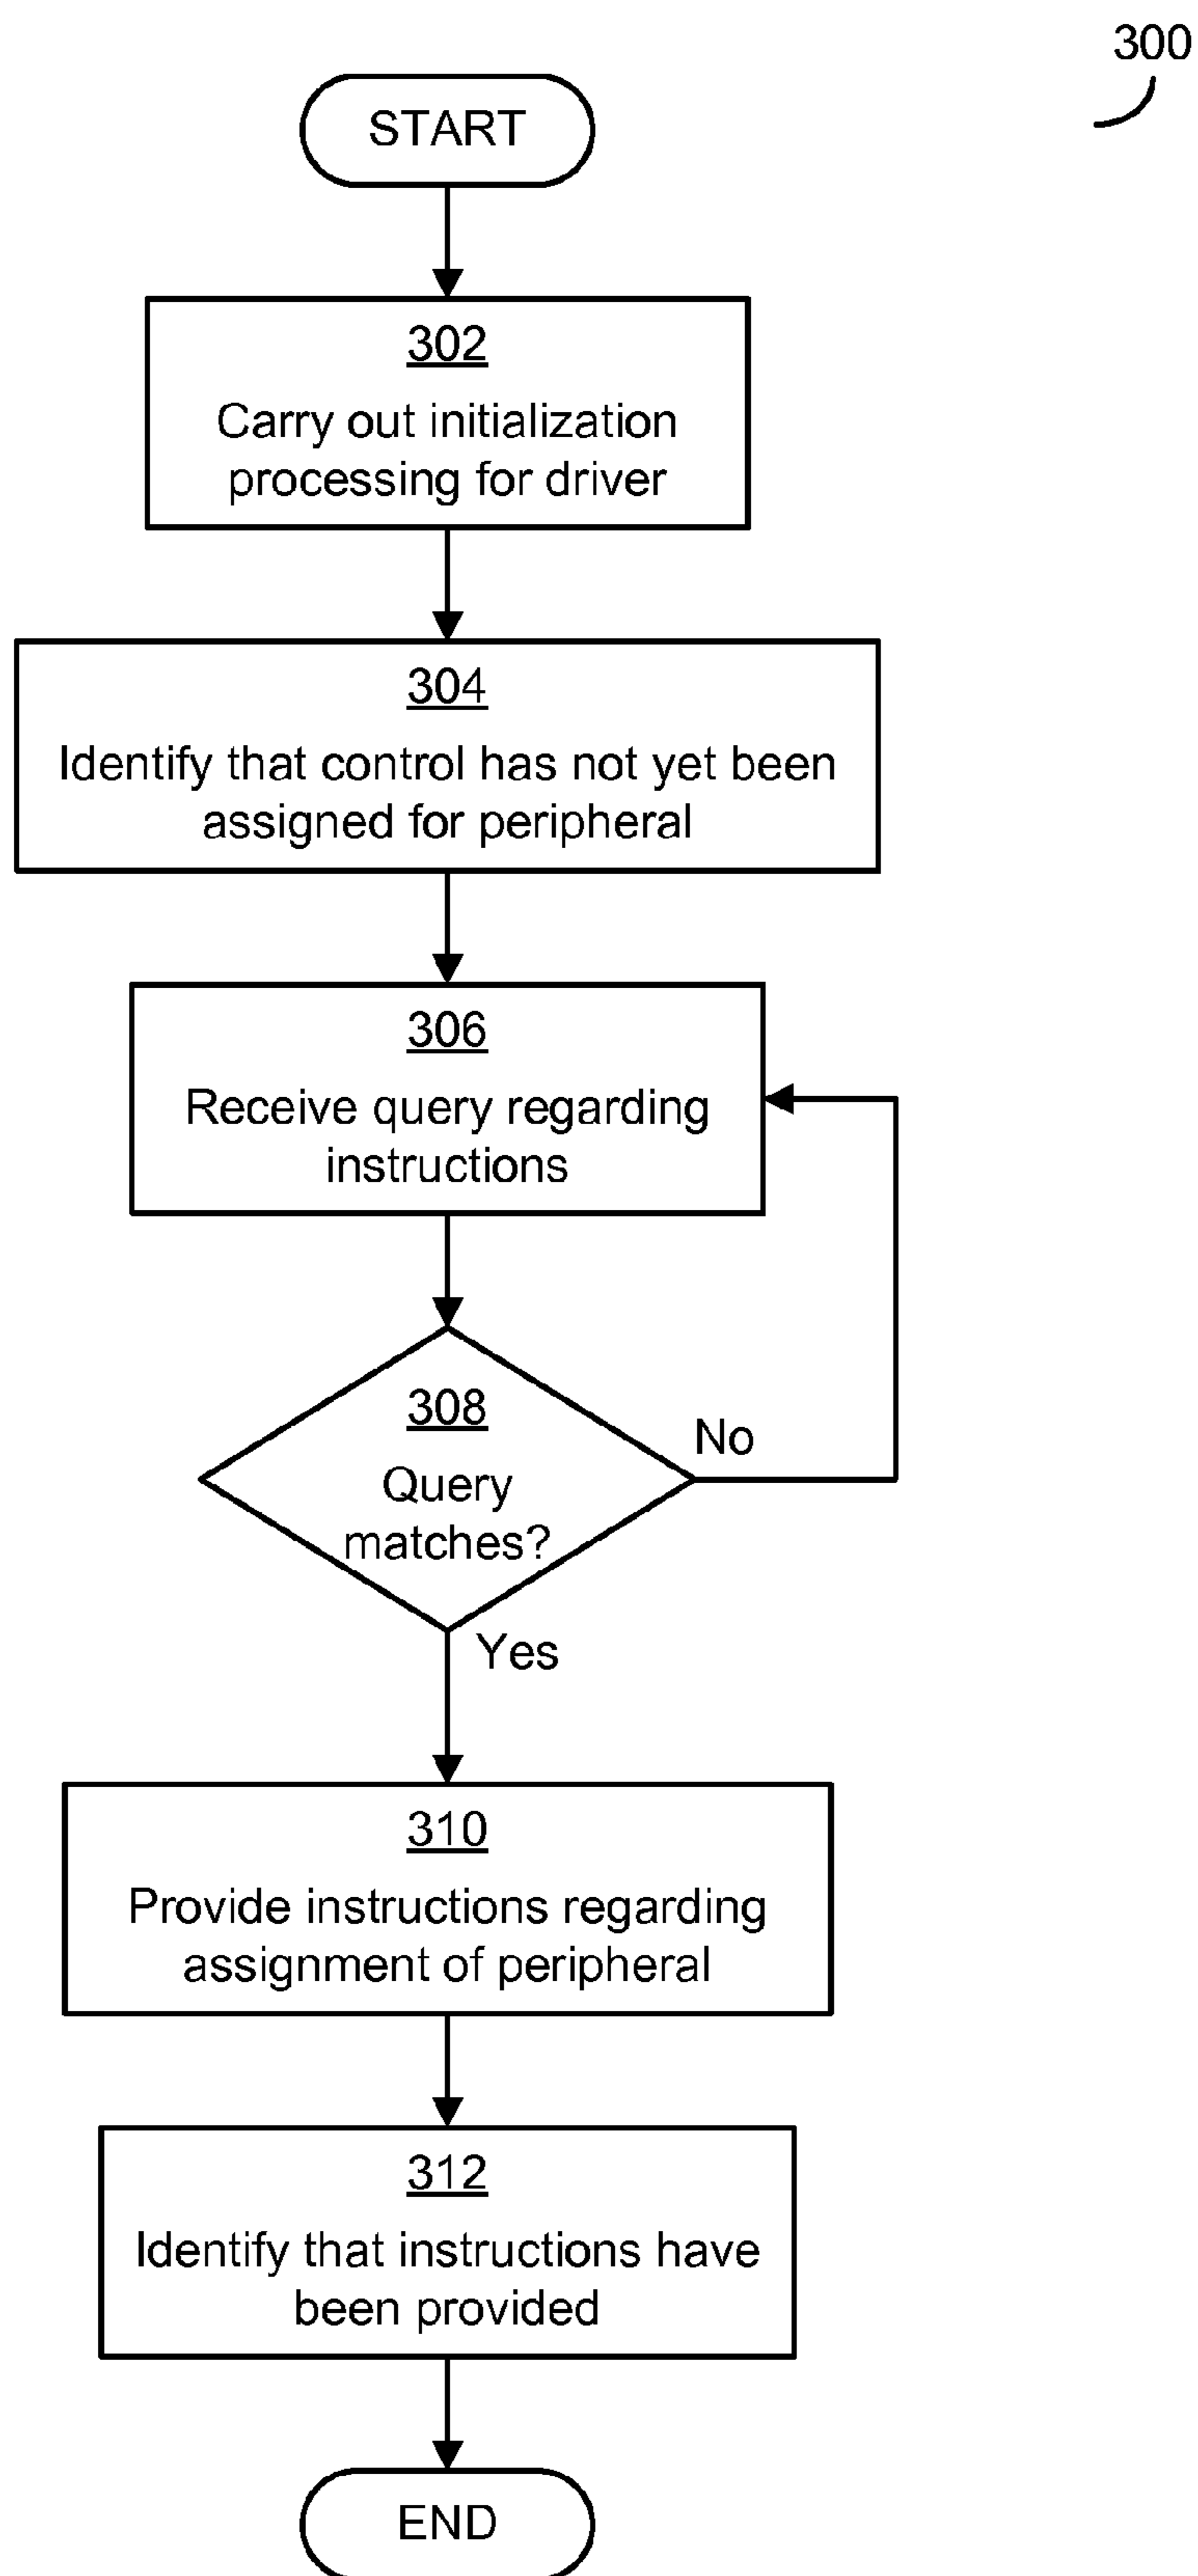 300
START
302
Carry out initialization
processing for driver
304
Identify that control has not yet been
assigned for peripheral
306
Receive query regarding
instructions
308
Query
matches?
No
Yes
310
Provide instructions regarding
assignment of peripheral
312
Identify that instructions have
been provided
END